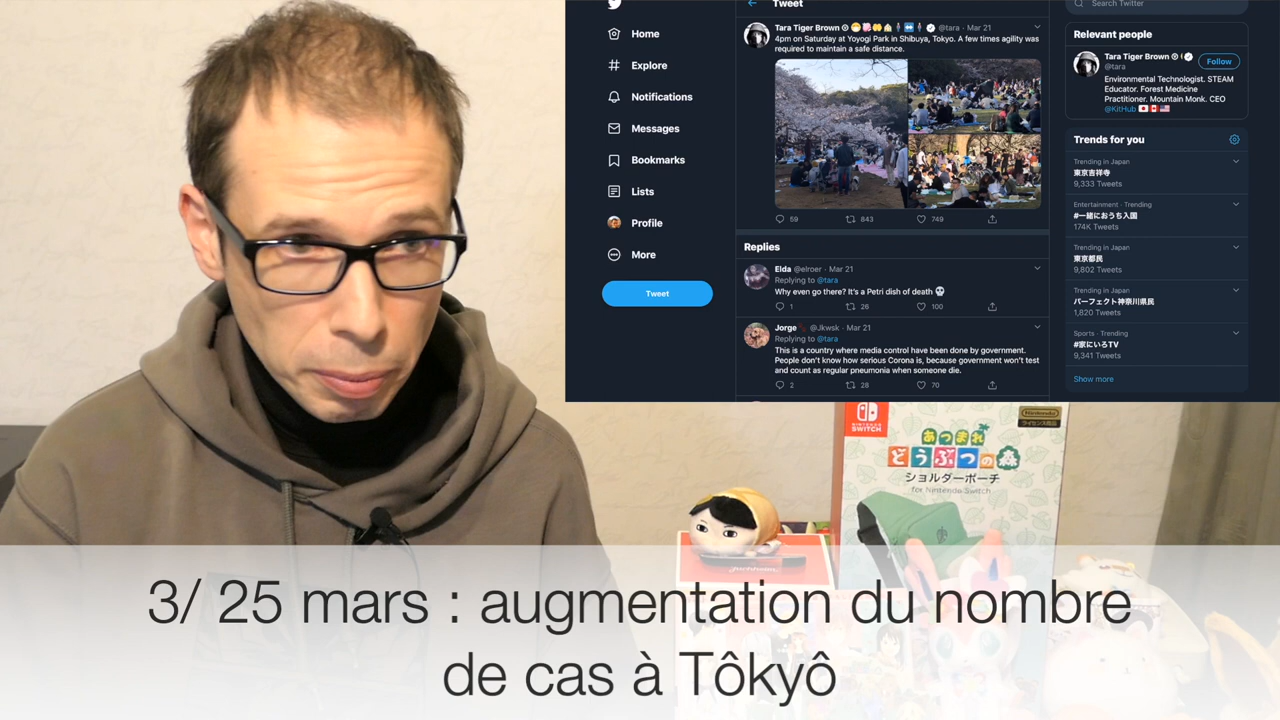 Home
Explore
Notifications
Messages
Bookmarks
Lists
Profile
More
Tweet
Tweet
Tara Tiger Brown @tara · Mar 21
4pm on Saturday at Yoyogi Park in Shibuya, Tokyo. A few times agility was
required to maintain a safe distance.
59 843 749
Replies
Elda @elroer · Mar 21
Replying to @tara
Why even go there? It's a Petri dish of death 💀
1 26 100
Jorge @Jkwsk · Mar 21
Replying to @tara
This is a country where media control have been done by government.
People don't know how serious Corona is, because government won't test
and count as regular pneumonia when someone die.
2 28 70
Search Twitter
Relevant people
Tara Tiger Brown
@tara
Follow
Environmental Technologist. STEAM
Educator. Forest Medicine
Practitioner. Mountain Monk. CEO
@KitHub 🇯🇵🇨🇦🇺🇸
Trends for you
Trending in Japan
東京吉祥寺
9,333 Tweets
Entertainment · Trending
#一緒におうち入国
174K Tweets
Trending in Japan
東京都民
9,802 Tweets
Trending in Japan
パーフェクト神奈川県民
1,820 Tweets
Sports · Trending
#家にいろTV
9,341 Tweets
Show more
NINTENDO
SWITCH
Nintendo
ライセンス商品
あつまれ
どうぶつの森
ショルダーポーチ
for Nintendo Switch
3/ 25 mars : augmentation du nombre
de cas à Tôkyô